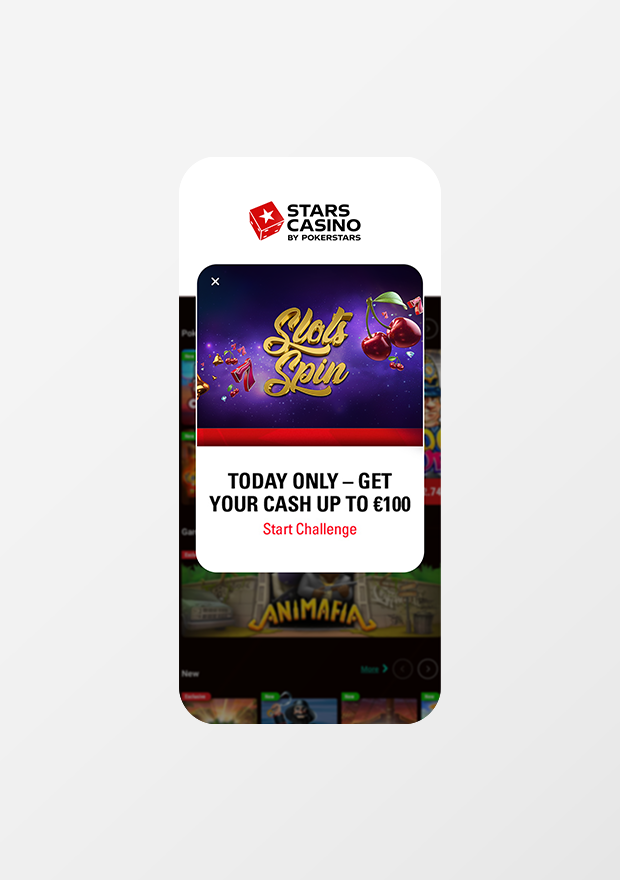 STARS
CASINO
BY POKERSTARS
Slots
Spin
TODAY ONLY – GET
YOUR CASH UP TO €100
Start Challenge
ANIMAFIA
New
More